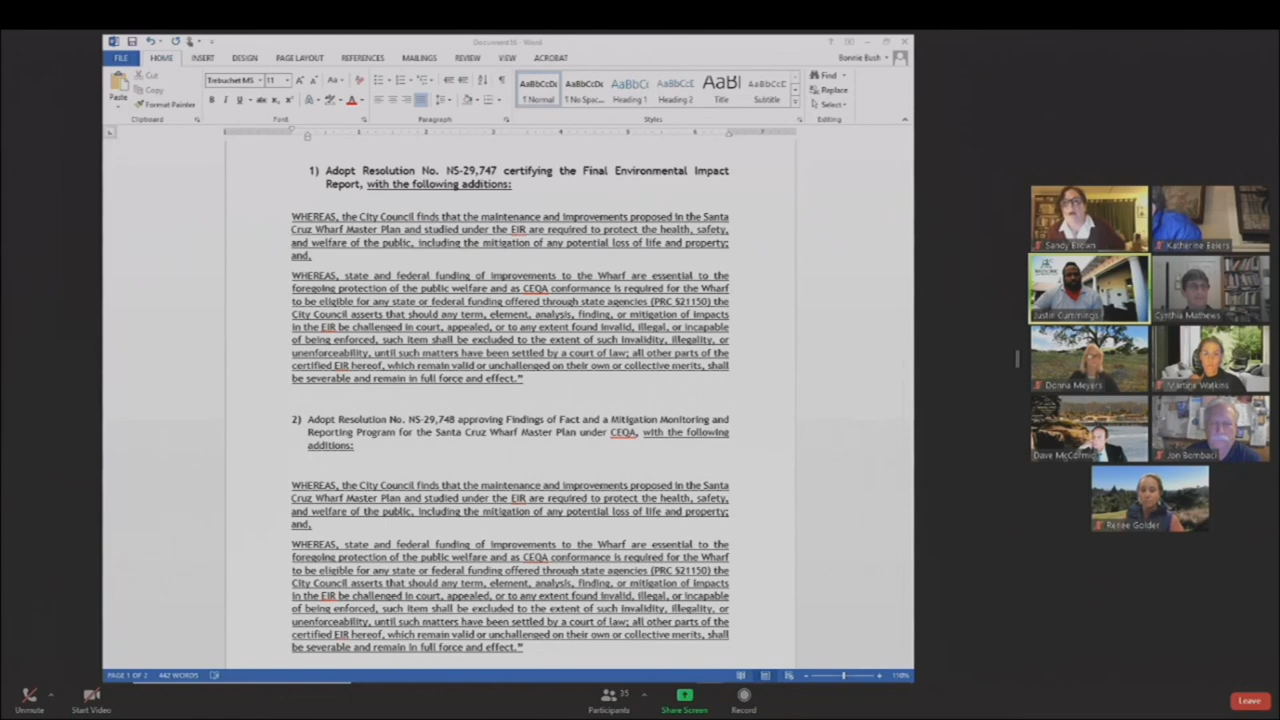 Document16 - Word
FILE HOME INSERT DESIGN PAGE LAYOUT REFERENCES MAILINGS REVIEW VIEW ACROBAT
Bonnie Bush
Paste
Cut
Copy
Format Painter
Clipboard
Trebuchet MS 11
Font
Paragraph
AaBbCcDc AaBbCcDc AaBbC AaBbCcE AaBl AaBbCcDc
¶ Normal ¶ No Spac... Heading 1 Heading 2 Title Subtitle
Styles
Find
Replace
Select
Editing
1) Adopt Resolution No. NS-29,747 certifying the Final Environmental Impact
Report, with the following additions:
WHEREAS, the City Council finds that the maintenance and improvements proposed in the Santa
Cruz Wharf Master Plan and studied under the EIR are required to protect the health, safety,
and welfare of the public, including the mitigation of any potential loss of life and property;
and,
WHEREAS, state and federal funding of improvements to the Wharf are essential to the
foregoing protection of the public welfare and as CEQA conformance is required for the Wharf
to be eligible for any state or federal funding offered through state agencies (PRC §21150) the
City Council asserts that should any term, element, analysis, finding, or mitigation of impacts
in the EIR be challenged in court, appealed, or to any extent found invalid, illegal, or incapable
of being enforced, such item shall be excluded to the extent of such invalidity, illegality, or
unenforceability, until such matters have been settled by a court of law; all other parts of the
certified EIR hereof, which remain valid or unchallenged on their own or collective merits, shall
be severable and remain in full force and effect."
2) Adopt Resolution No. NS-29,748 approving Findings of Fact and a Mitigation Monitoring and
Reporting Program for the Santa Cruz Wharf Master Plan under CEQA, with the following
additions:
WHEREAS, the City Council finds that the maintenance and improvements proposed in the Santa
Cruz Wharf Master Plan and studied under the EIR are required to protect the health, safety,
and welfare of the public, including the mitigation of any potential loss of life and property;
and,
WHEREAS, state and federal funding of improvements to the Wharf are essential to the
foregoing protection of the public welfare and as CEQA conformance is required for the Wharf
to be eligible for any state or federal funding offered through state agencies (PRC §21150) the
City Council asserts that should any term, element, analysis, finding, or mitigation of impacts
in the EIR be challenged in court, appealed, or to any extent found invalid, illegal, or incapable
of being enforced, such item shall be excluded to the extent of such invalidity, illegality, or
unenforceability, until such matters have been settled by a court of law; all other parts of the
certified EIR hereof, which remain valid or unchallenged on their own or collective merits, shall
be severable and remain in full force and effect."
PAGE 1 OF 2 442 WORDS
110%
Sandy Brown
Katherine Beiers
Justin Cummings
Cynthia Mathews
Donna Meyers
Martine Watkins
Dave McCormic
Jon Bombaci
Renee Golder
Unmute
Start Video
Participants 35
Share Screen
Record
Leave